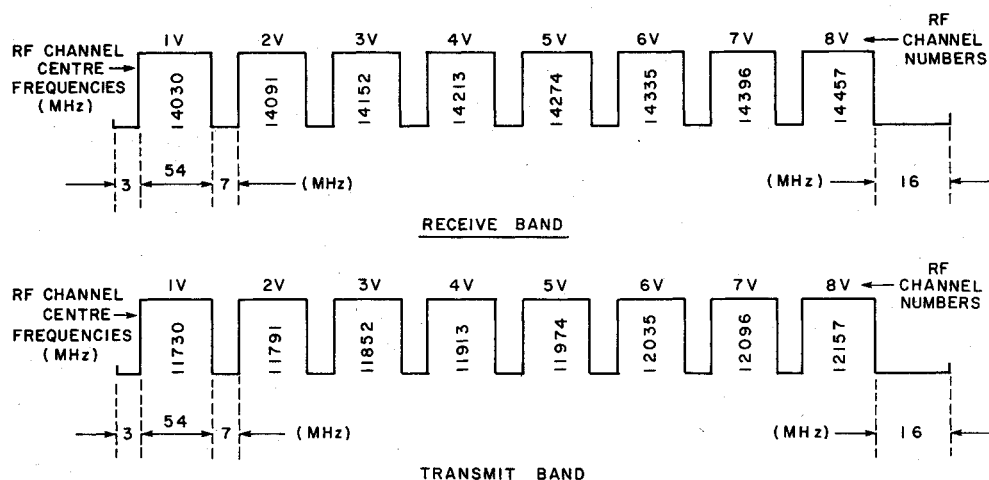 1V 2V 3V 4V 5V 6V 7V 8V
RF CHANNEL
CENTRE
FREQUENCIES
(MHz)
RF
CHANNEL
NUMBERS
14030 14091 14152 14213 14274 14335 14396 14457
3 54 7 (MHz) (MHz) 16
RECEIVE BAND
1V 2V 3V 4V 5V 6V 7V 8V
RF CHANNEL
CENTRE
FREQUENCIES
(MHz)
RF
CHANNEL
NUMBERS
11730 11791 11852 11913 11974 12035 12096 12157
3 54 7 (MHz) (MHz) 16
TRANSMIT BAND